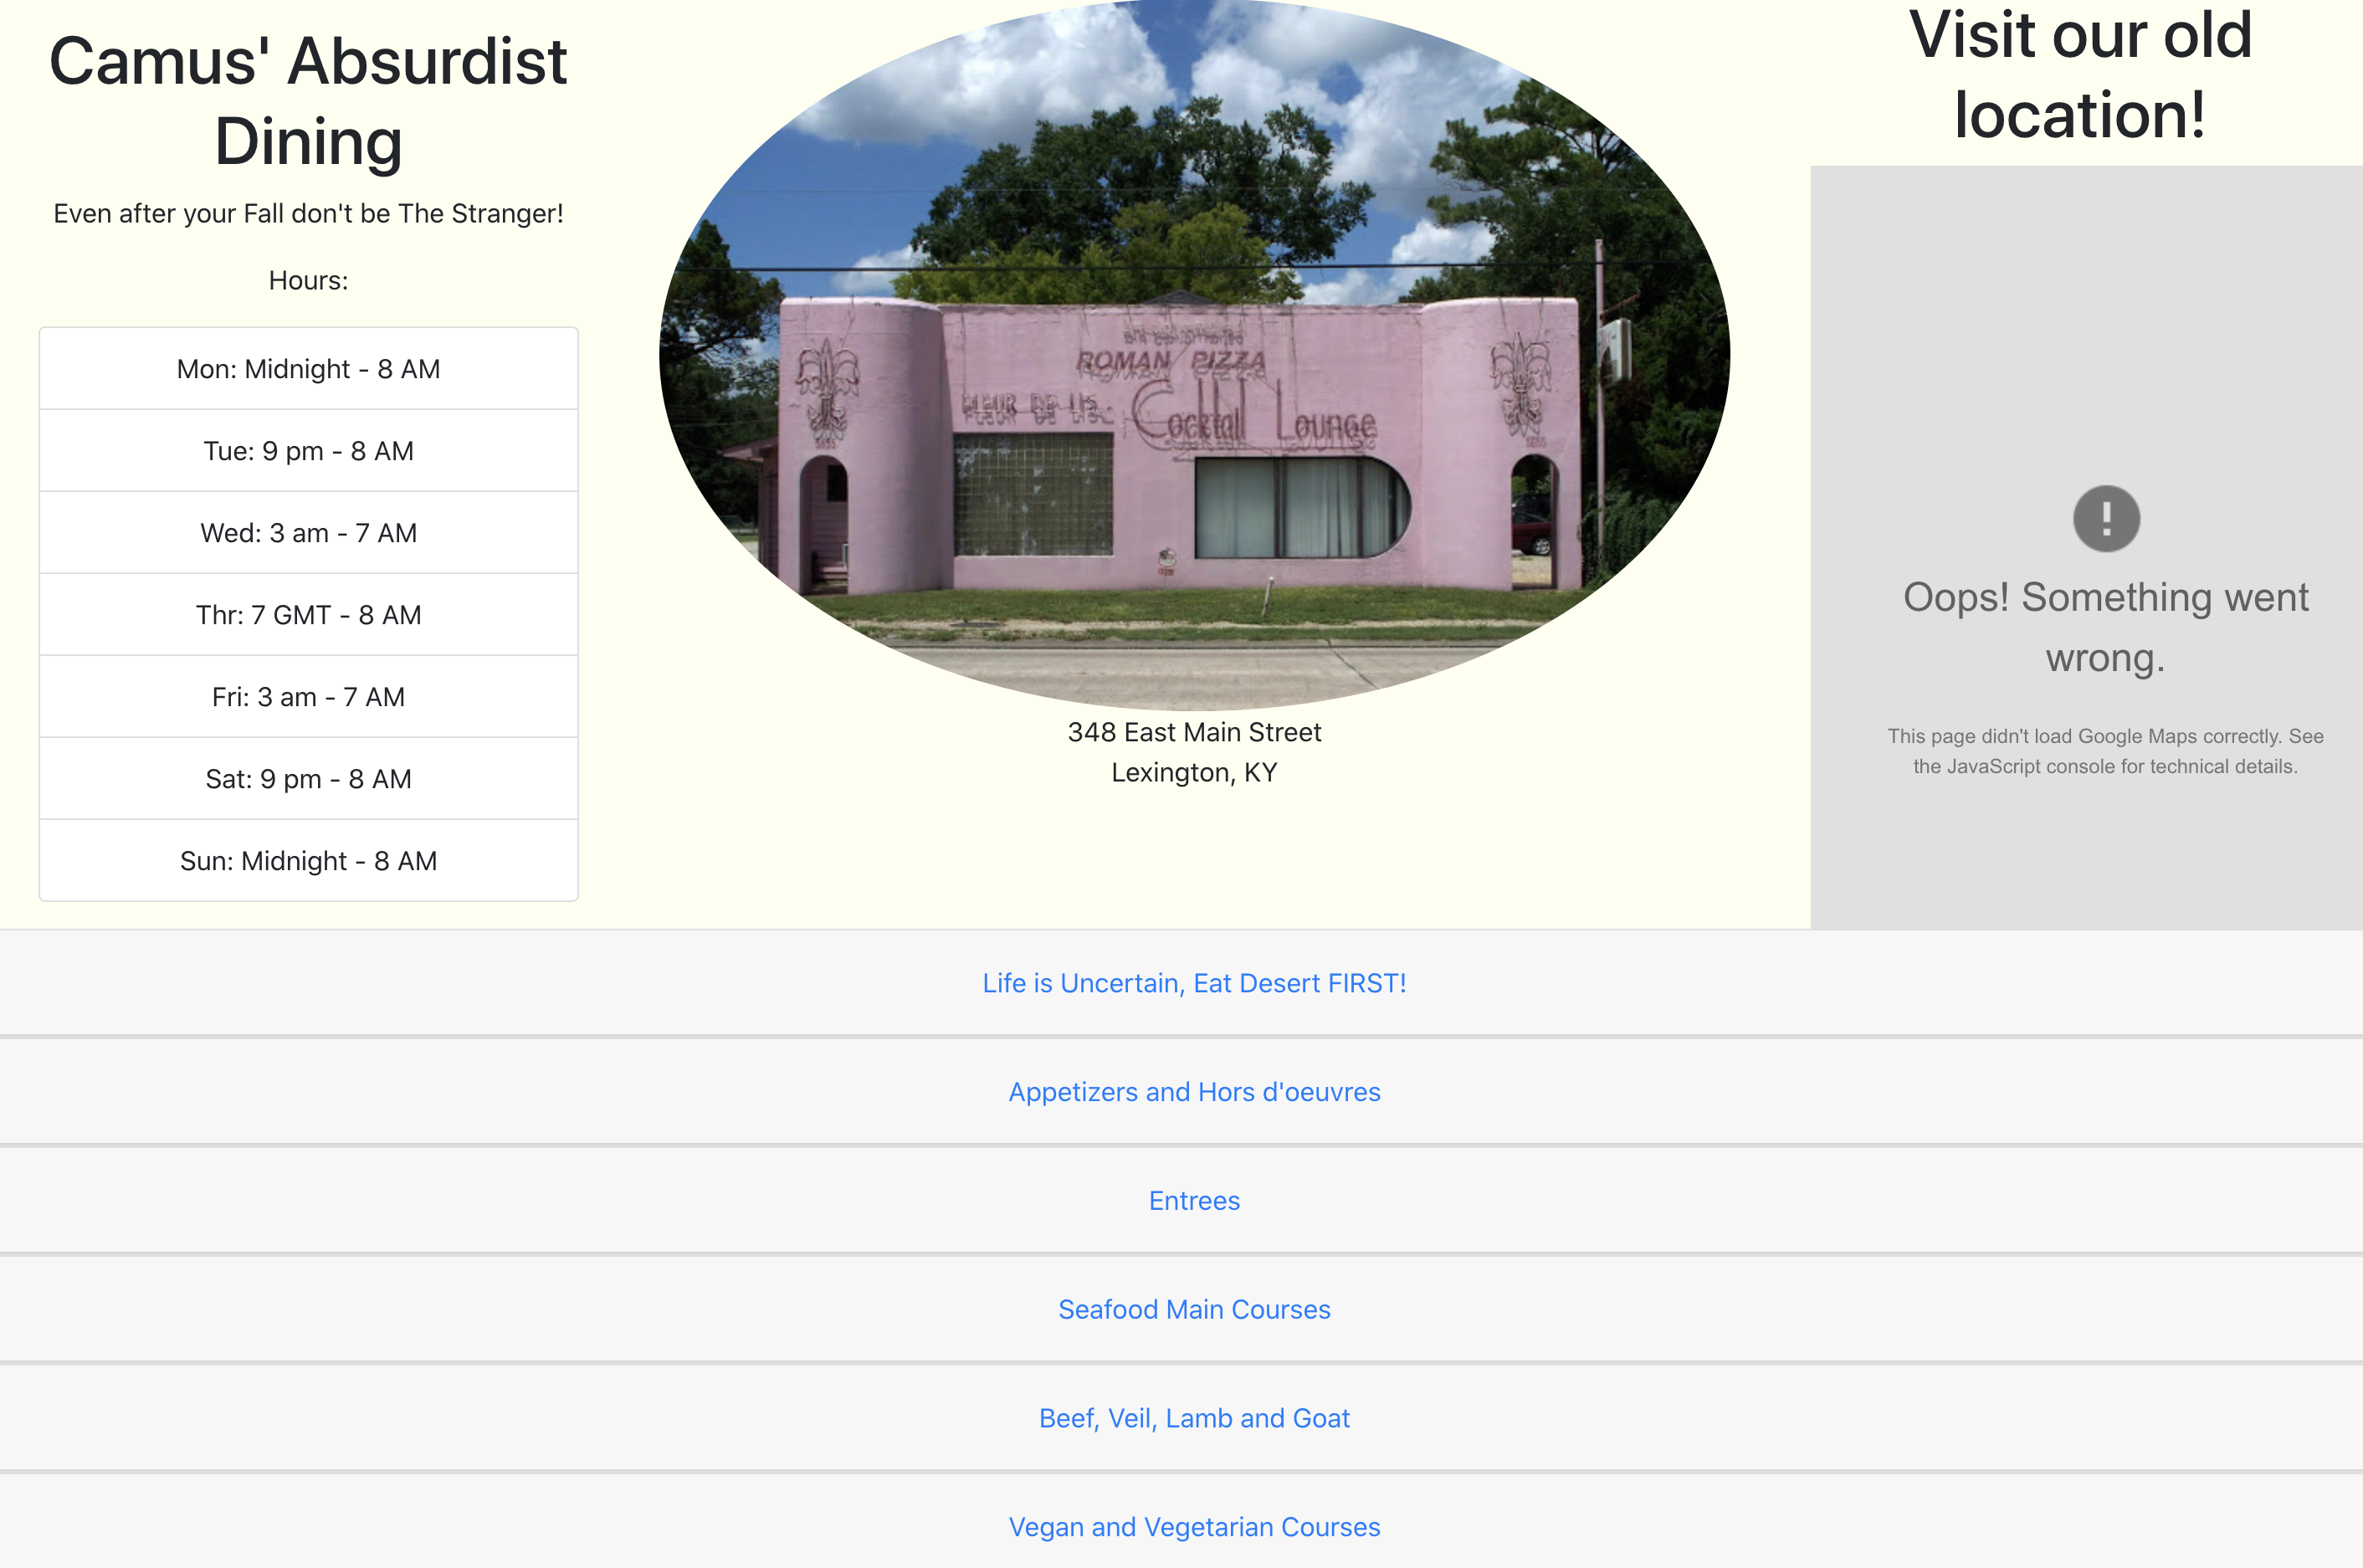 Camus' Absurdist
Dining
Even after your Fall don't be The Stranger!
Hours:
Mon: Midnight - 8 AM
Tue: 9 pm - 8 AM
Wed: 3 am - 7 AM
Thr: 7 GMT - 8 AM
Fri: 3 am - 7 AM
Sat: 9 pm - 8 AM
Sun: Midnight - 8 AM
ROMAN PIZZA
FLEUR DE LIS
Cocktail Lounge
348 East Main Street
Lexington, KY
Visit our old
location!
Oops! Something went
wrong.
This page didn't load Google Maps correctly. See
the JavaScript console for technical details.
Life is Uncertain, Eat Desert FIRST!
Appetizers and Hors d'oeuvres
Entrees
Seafood Main Courses
Beef, Veil, Lamb and Goat
Vegan and Vegetarian Courses